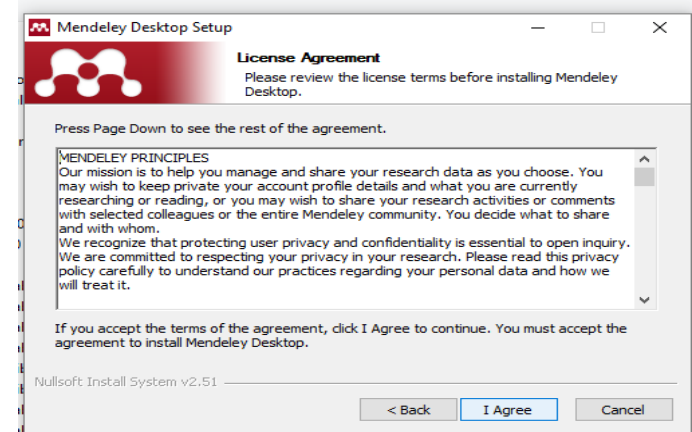 Mendeley Desktop Setup
License Agreement
Please review the license terms before installing Mendeley
Desktop.
Press Page Down to see the rest of the agreement.
MENDELEY PRINCIPLES
Our mission is to help you manage and share your research data as you choose. You
may wish to keep private your account profile details and what you are currently
researching or reading, or you may wish to share your research activities or comments
with selected colleagues or the entire Mendeley community. You decide what to share
and with whom.
We recognize that protecting user privacy and confidentiality is essential to open inquiry.
We are committed to respecting your privacy in your research. Please read this privacy
policy carefully to understand our practices regarding your personal data and how we
will treat it.
If you accept the terms of the agreement, click I Agree to continue. You must accept the
agreement to install Mendeley Desktop.
Nullsoft Install System v2.51
< Back I Agree Cancel